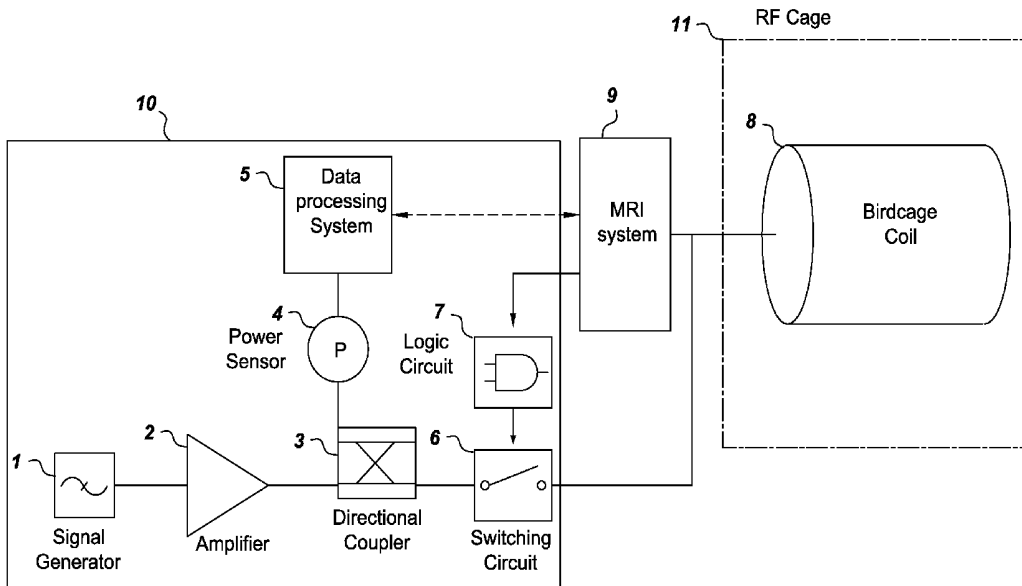 RF Cage
11
10
9
8
5
Data
processing
System
MRI
system
Birdcage
Coil
4
Power
Sensor
P
7
Logic
Circuit
1
2
3
6
Signal
Generator
Amplifier
Directional
Coupler
Switching
Circuit